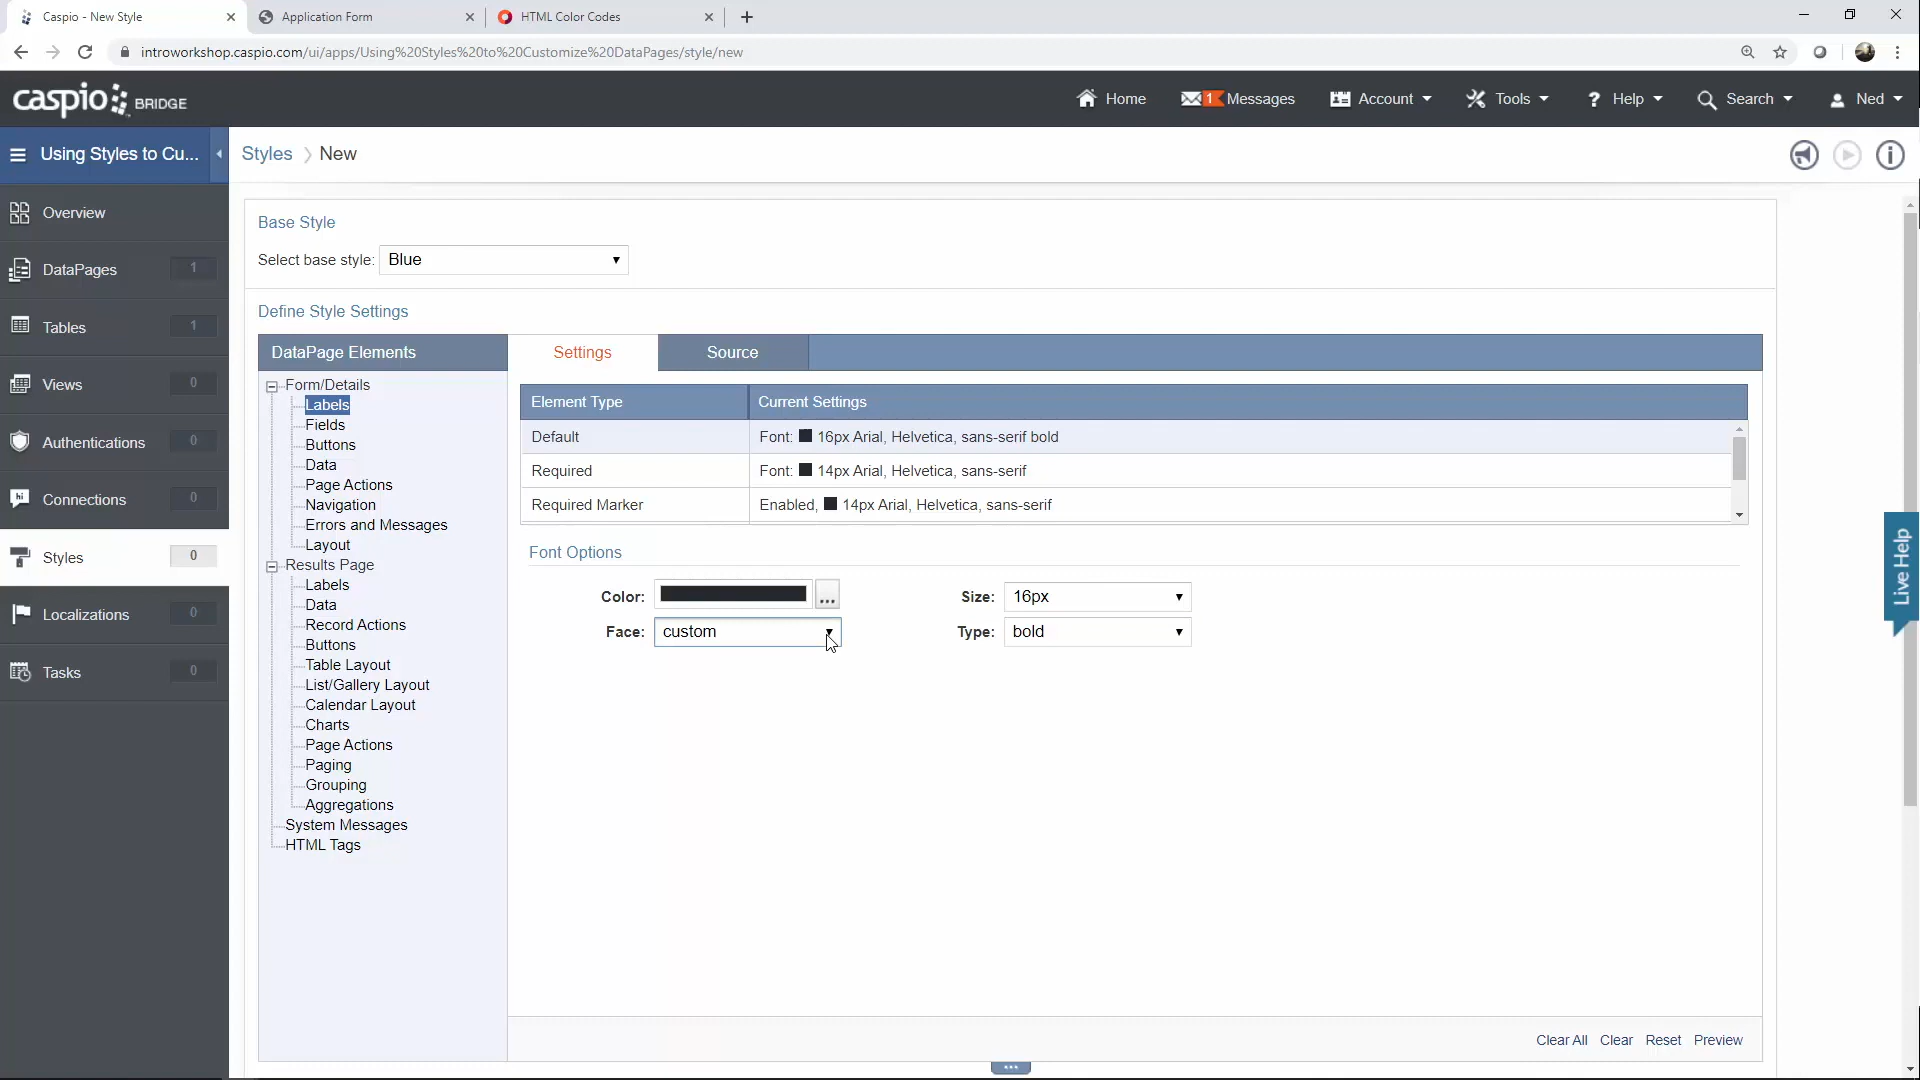 Caspio - New Style
Application Form
HTML Color Codes
introworkshop.caspio.com/ui/apps/Using%20Styles%20to%20Customize%20DataPages/style/new
caspio BRIDGE
Home
1 Messages
Account
Tools
? Help
Search
Ned
Using Styles to Cu...
Styles
New
Overview
DataPages 1
Tables 1
Views 0
Authentications 0
hi Connections 0
Styles 0
Localizations 0
Tasks 0
Base Style
Select base style: Blue
Define Style Settings
DataPage Elements
Settings
Source
Form/Details
Labels
Fields
Buttons
Data
Page Actions
Navigation
Errors and Messages
Layout
Results Page
Labels
Data
Record Actions
Buttons
Table Layout
List/Gallery Layout
Calendar Layout
Charts
Page Actions
Paging
Grouping
Aggregations
System Messages
HTML Tags
Element Type Current Settings
Default Font: 16px Arial, Helvetica, sans-serif bold
Required Font: 14px Arial, Helvetica, sans-serif
Required Marker Enabled, 14px Arial, Helvetica, sans-serif
Font Options
Color: ... Size: 16px
Face: custom Type: bold
Clear All Clear Reset Preview
...
Live Help